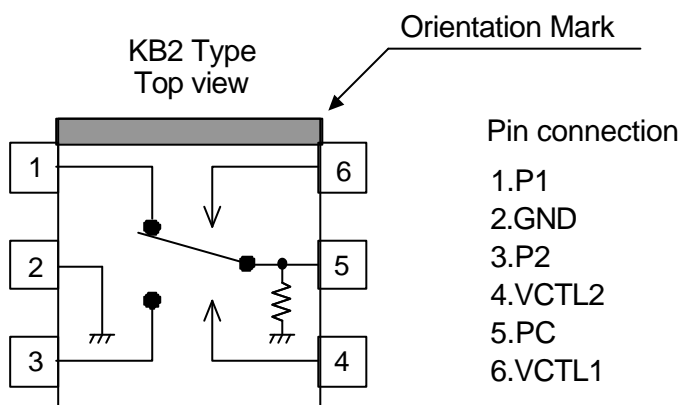 Orientation Mark
KB2 Type
Top view
1
2
3
6
5
4
Pin connection
1.P1
2.GND
3.P2
4.VCTL2
5.PC
6.VCTL1